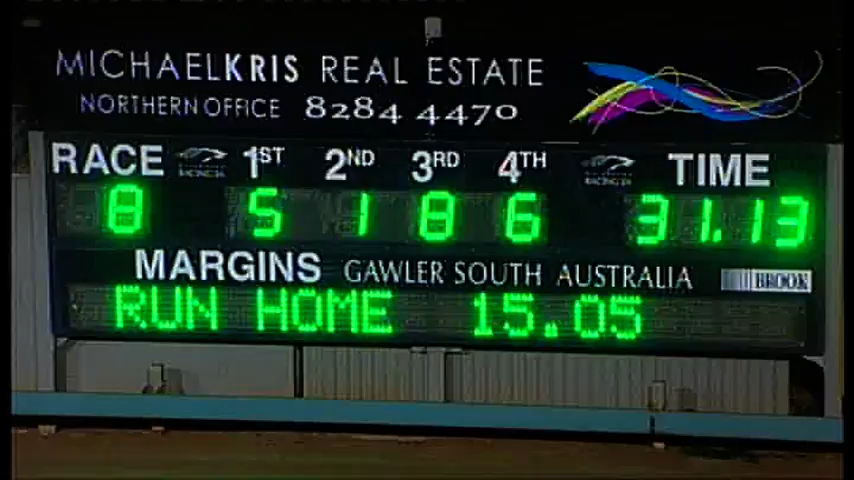 MICHAELKRIS REAL ESTATE
NORTHERN OFFICE 8284 4470
RACE 1ST 2ND 3RD 4TH TIME
8 5 1 8 6 31.13
MARGINS GAWLER SOUTH AUSTRALIA BROOK
RUN HOME 15.05